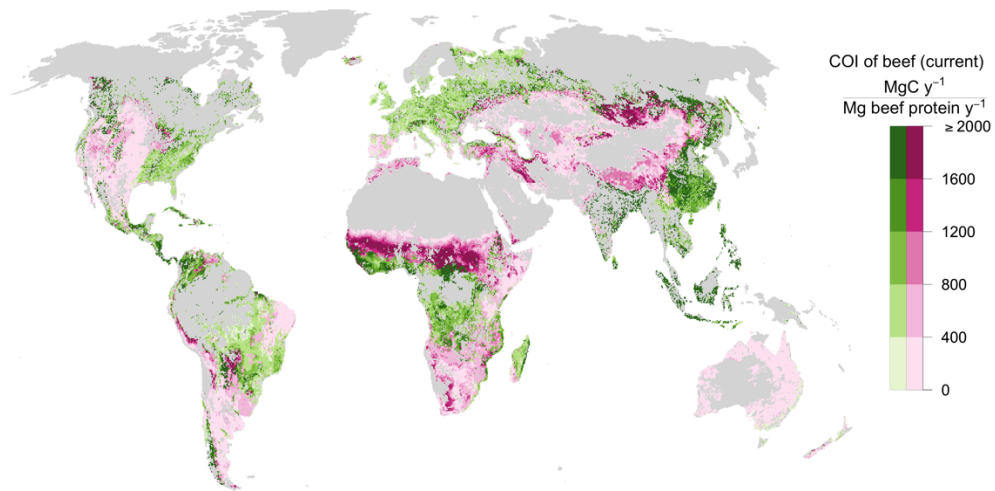 COI of beef (current)
MgC y⁻¹
Mg beef protein y⁻¹
≥ 2000
1600
1200
800
400
0